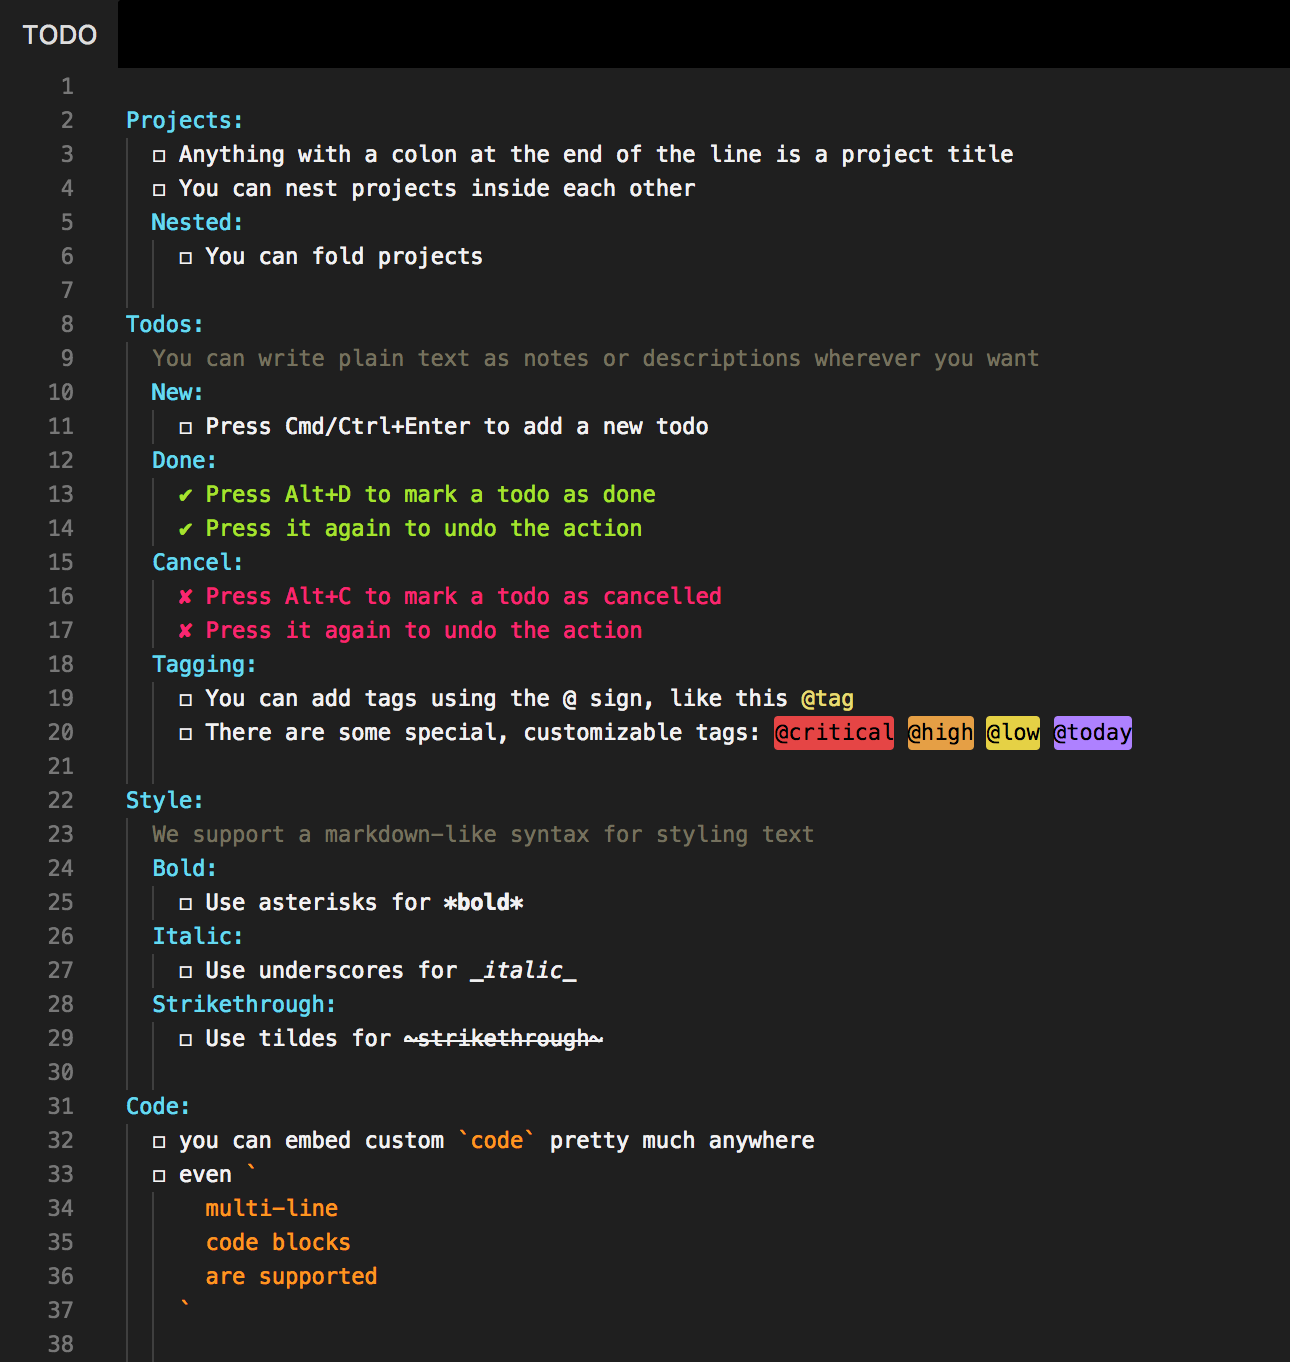 TODO
1
2 Projects:
3 ☐ Anything with a colon at the end of the line is a project title
4 ☐ You can nest projects inside each other
5 Nested:
6 ☐ You can fold projects
7
8 Todos:
9 You can write plain text as notes or descriptions wherever you want
10 New:
11 ☐ Press Cmd/Ctrl+Enter to add a new todo
12 Done:
13 ✔ Press Alt+D to mark a todo as done
14 ✔ Press it again to undo the action
15 Cancel:
16 ✘ Press Alt+C to mark a todo as cancelled
17 ✘ Press it again to undo the action
18 Tagging:
19 ☐ You can add tags using the @ sign, like this @tag
20 ☐ There are some special, customizable tags: @critical @high @low @today
21
22 Style:
23 We support a markdown-like syntax for styling text
24 Bold:
25 ☐ Use asterisks for *bold*
26 Italic:
27 ☐ Use underscores for _italic_
28 Strikethrough:
29 ☐ Use tildes for ~strikethrough~
30
31 Code:
32 ☐ you can embed custom `code` pretty much anywhere
33 ☐ even `
34 multi-line
35 code blocks
36 are supported
37 `
38